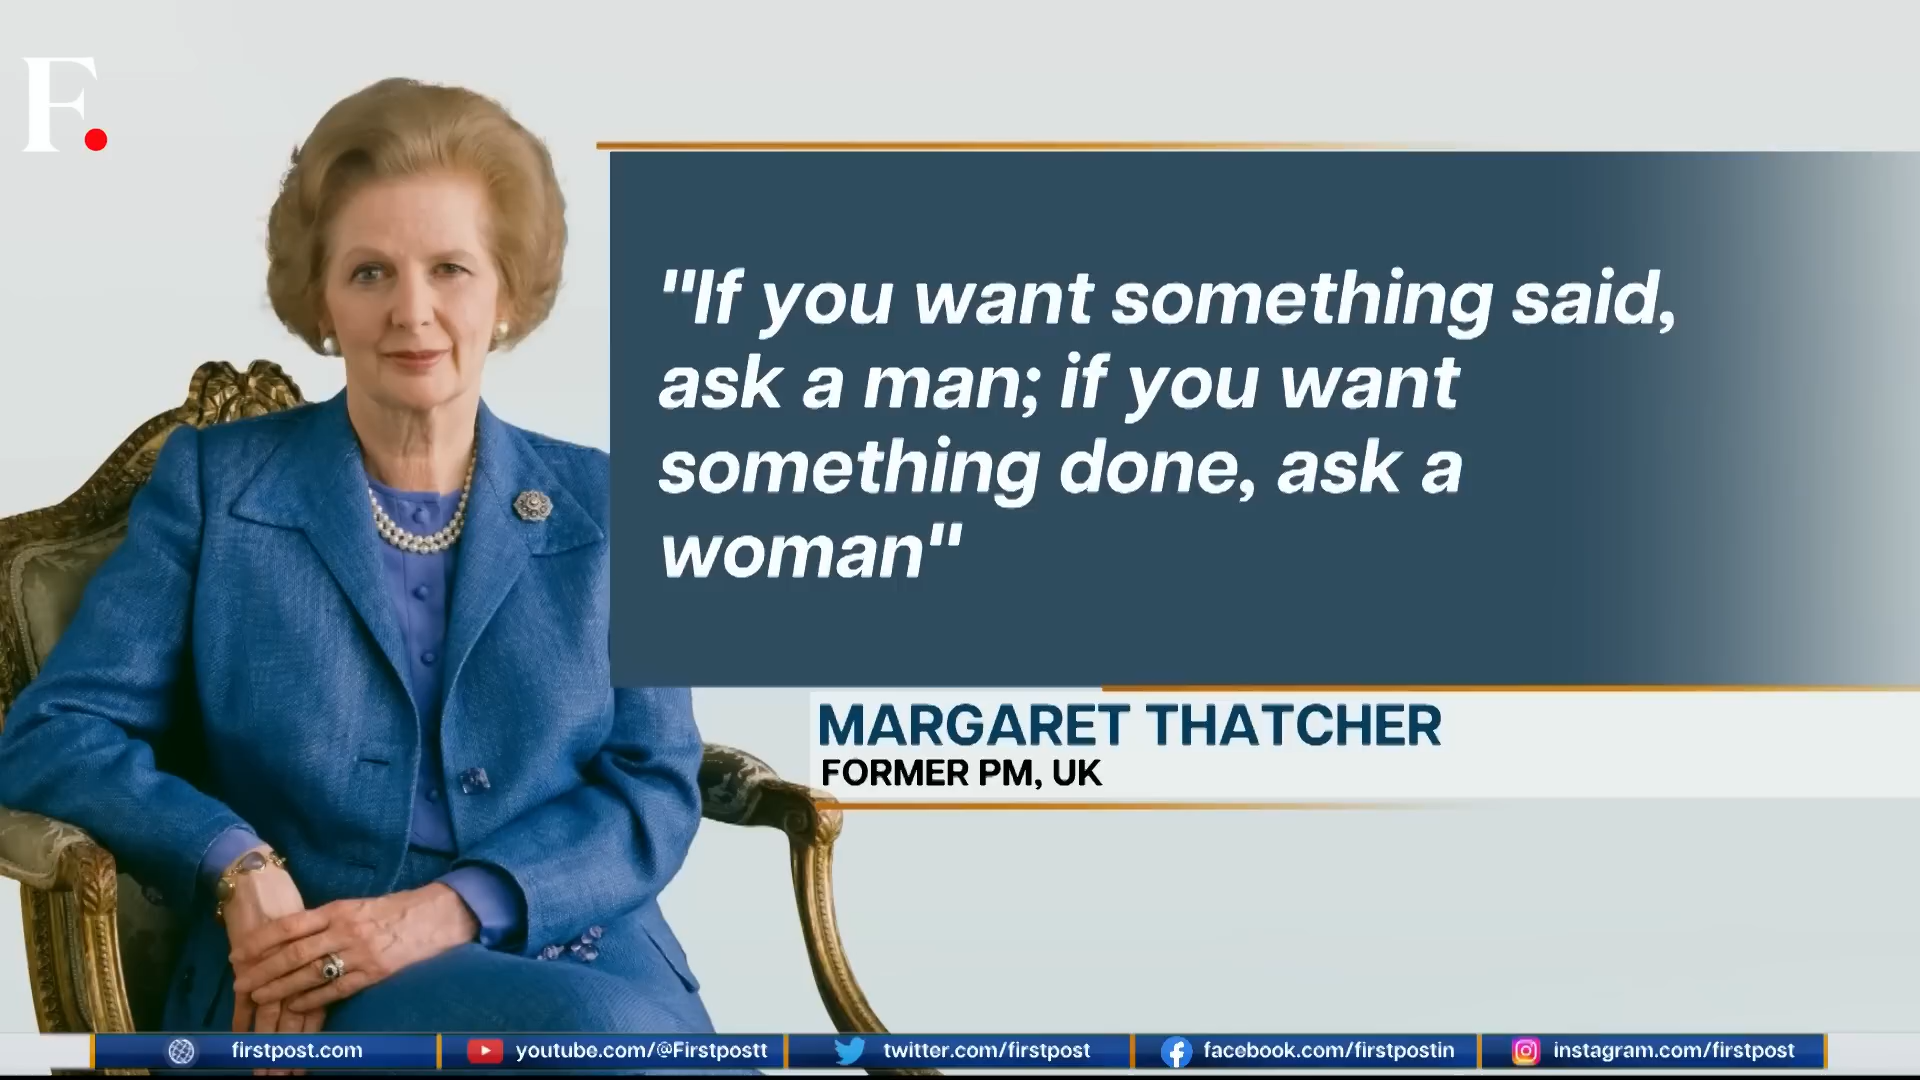 F.
"If you want something said,
ask a man; if you want
something done, ask a
woman"
MARGARET THATCHER
FORMER PM, UK
firstpost.com
youtube.com/@Firstpostt
twitter.com/firstpost
facebook.com/firstpostin
instagram.com/firstpost